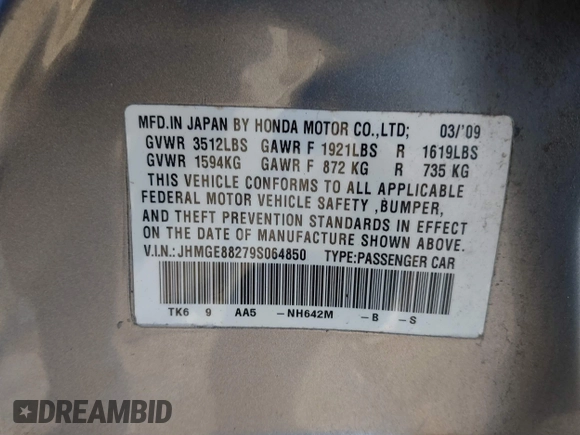 MFD.IN JAPAN BY HONDA MOTOR CO.,LTD; 03/'09
GVWR 3512LBS GAWR F 1921LBS R 1619LBS
GVWR 1594KG GAWR F 872 KG R 735 KG
THIS VEHICLE CONFORMS TO ALL APPLICABLE
FEDERAL MOTOR VEHICLE SAFETY ,BUMPER,
AND THEFT PREVENTION STANDARDS IN EFFECT
ON THE DATE OF MANUFACTURE SHOWN ABOVE.
V.I.N.:JHMGE88279S064850 TYPE:PASSENGER CAR
TK6 9 AA5 -NH642M -B -S
DREAMBID